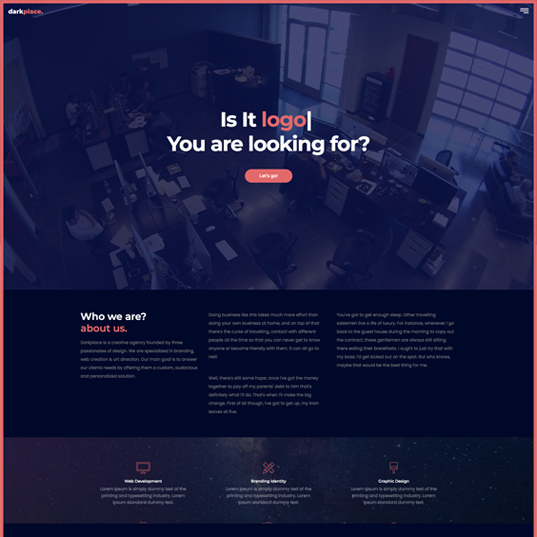 darkplace.
Is It logo|
You are looking for?
Let's go!
Who we are?
about us.
Darkplace is a creative agency founded by three
passionates of design. We are specialized in branding,
web creation & art direction. Our main goal is to answer
our clients needs by offering them a custom, audacious
and personalized solution.
Doing business like this takes much more effort than
doing your own business at home, and on top of that
there's the curse of travelling, contact with different
people all the time so that you can never get to know
anyone or become friendly with them. It can all go to
Hell!
Well, there's still some hope; once I've got the money
together to pay off my parents' debt to him that's
definitely what I'll do. That's when I'll make the big
change. First of all though, I've got to get up, my train
leaves at five.
You've got to get enough sleep. Other travelling
salesmen live a life of luxury. For instance, whenever I go
back to the guest house during the morning to copy out
the contract, these gentlemen are always still sitting
there eating their breakfasts. I ought to just try that with
my boss; I'd get kicked out on the spot. But who knows,
maybe that would be the best thing for me.
Web Development
Lorem Ipsum is simply dummy text of the
printing and typesetting industry. Lorem
Ipsum standard dummy text.
Branding Identity
Lorem Ipsum is simply dummy text of the
printing and typesetting industry. Lorem
Ipsum standard dummy text.
Graphic Design
Lorem Ipsum is simply dummy text of the
printing and typesetting industry. Lorem
Ipsum standard dummy text.